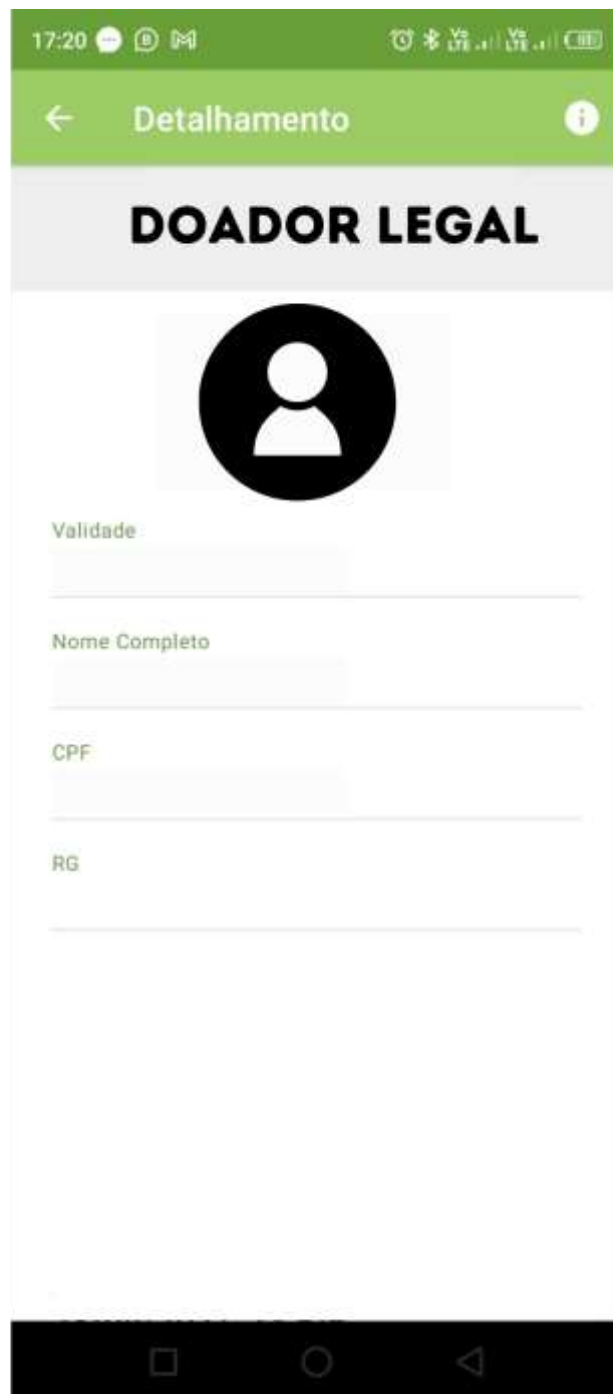 17:20
Detalhamento
DOADOR LEGAL
Validade
Nome Completo
CPF
RG